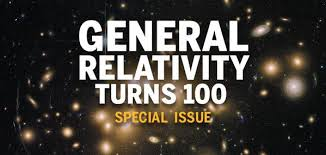 GENERAL
RELATIVITY
TURNS 100
SPECIAL ISSUE